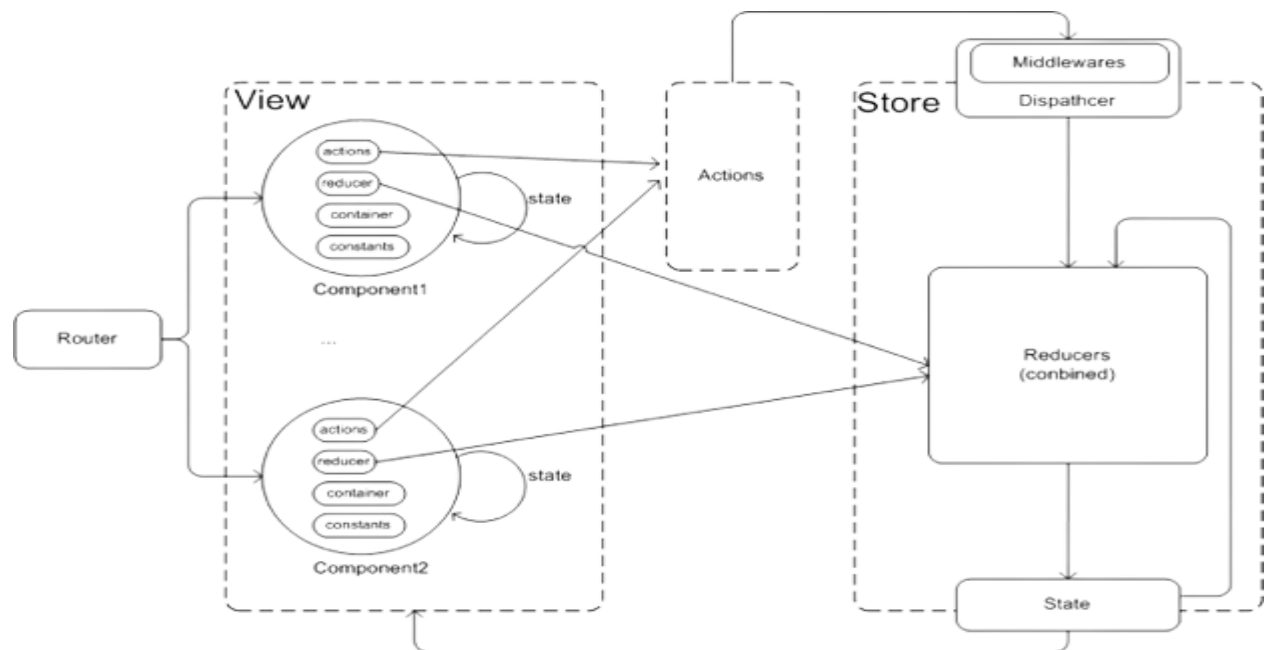 View
actions
reducer
container
constants
state
Component1
Router
...
actions
reducer
container
constants
state
Component2
Actions
Middlewares
Dispathcer
Store
Reducers
(conbined)
State